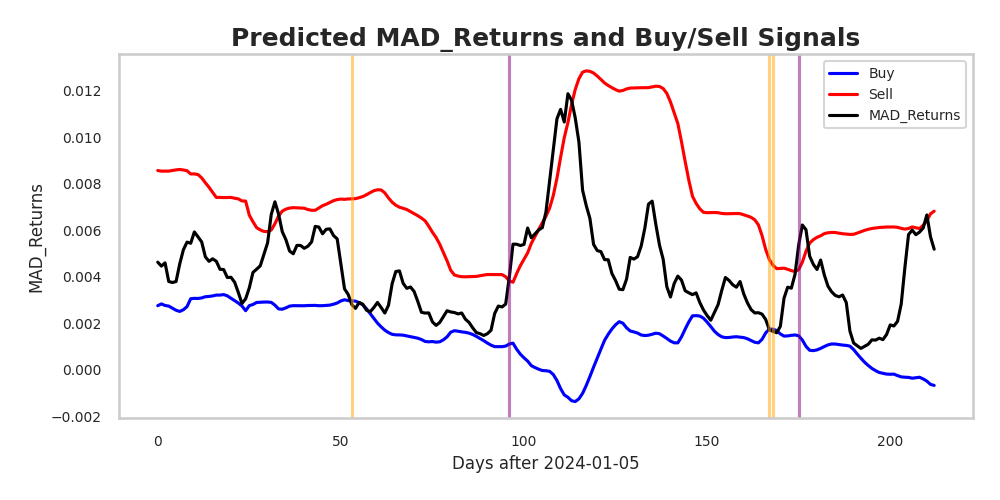 Predicted MAD_Returns and Buy/Sell Signals
Buy
Sell
MAD_Returns
MAD_Returns
0.012
0.010
0.008
0.006
0.004
0.002
0.000
−0.002
0
50
100
150
200
Days after 2024-01-05